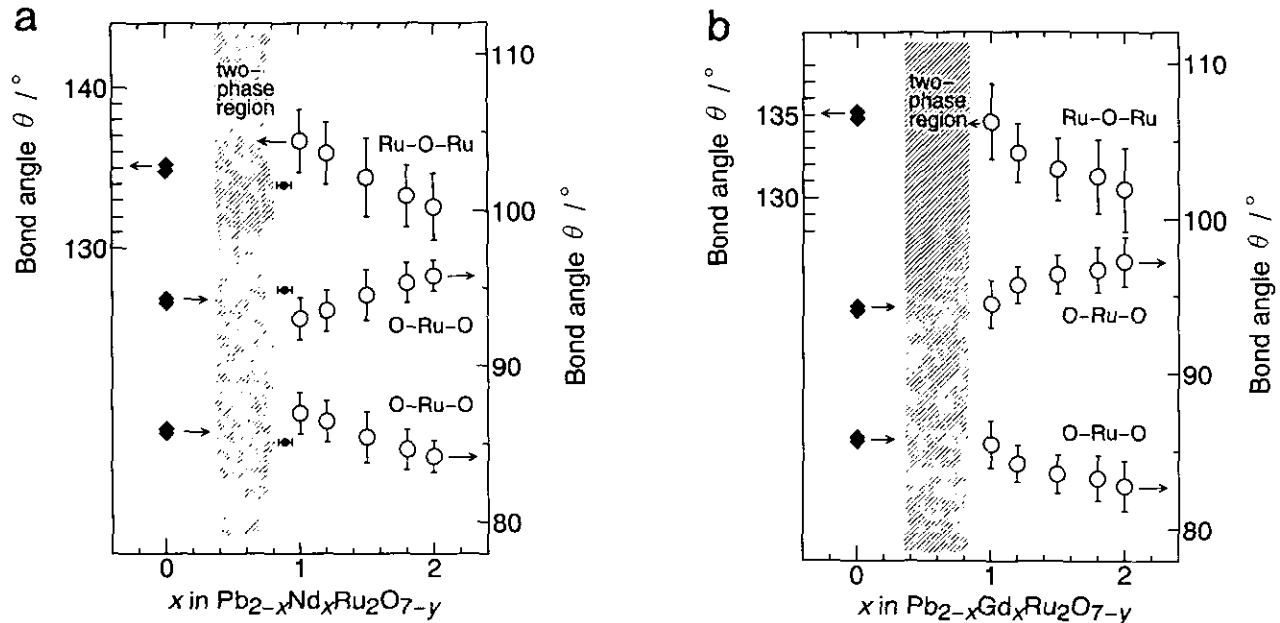 a
Bond angle θ /°
140
130
two-
phase
region
Ru-O-Ru
O-Ru-O
O-Ru-O
110
100
90
80
Bond angle θ /°
0 1 2
x in Pb2-xNdxRu2O7-y
b
Bond angle θ /°
135
130
two-
phase
region
Ru-O-Ru
O-Ru-O
O-Ru-O
110
100
90
80
Bond angle θ /°
0 1 2
x in Pb2-xGdxRu2O7-y